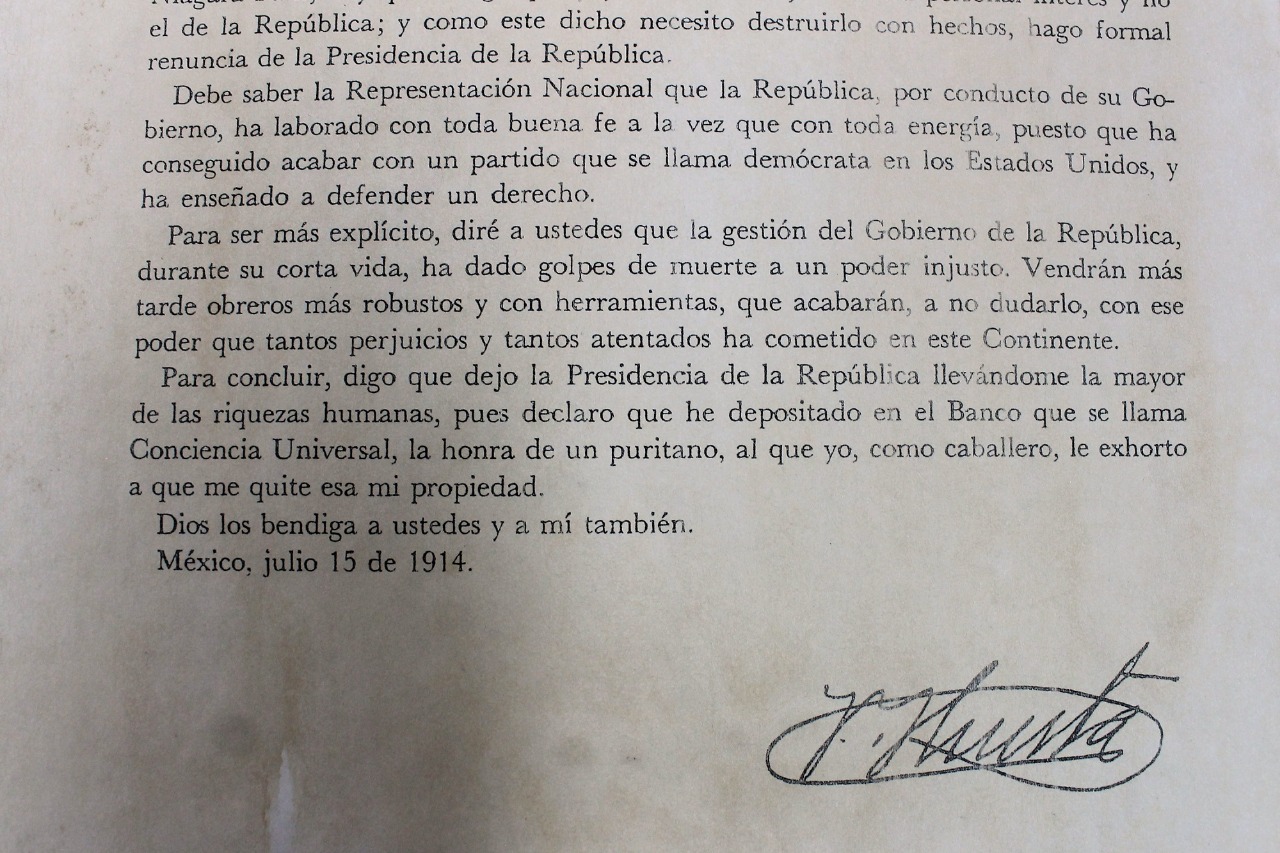 el de la República; y como este dicho necesito destruirlo con hechos, hago formal
renuncia de la Presidencia de la República.
Debe saber la Representación Nacional que la República, por conducto de su Go-
bierno, ha laborado con toda buena fe a la vez que con toda energía, puesto que ha
conseguido acabar con un partido que se llama demócrata en los Estados Unidos, y
ha enseñado a defender un derecho.
Para ser más explícito, diré a ustedes que la gestión del Gobierno de la República,
durante su corta vida, ha dado golpes de muerte a un poder injusto. Vendrán más
tarde obreros más robustos y con herramientas, que acabarán, a no dudarlo, con ese
poder que tantos perjuicios y tantos atentados ha cometido en este Continente.
Para concluir, digo que dejo la Presidencia de la República llevándome la mayor
de las riquezas humanas, pues declaro que he depositado en el Banco que se llama
Conciencia Universal, la honra de un puritano, al que yo, como caballero, le exhorto
a que me quite esa mi propiedad.
Dios los bendiga a ustedes y a mí también.
México, julio 15 de 1914.
V. Huerta